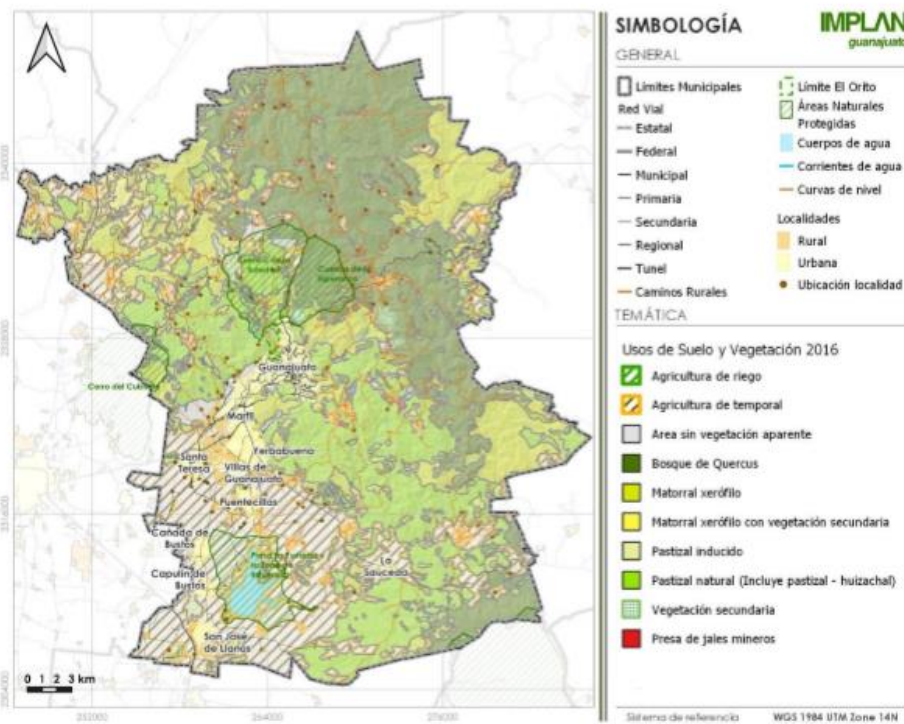 SIMBOLOGÍA
IMPLAN
guanajuato
GENERAL
Límites Municipales
Red Vial
Estatal
Federal
Municipal
Primaria
Secundaria
Regional
Tunel
Caminos Rurales
Límite El Orito
Áreas Naturales
Protegidas
Cuerpos de agua
Corrientes de agua
Curvas de nivel
Localidades
Rural
Urbana
Ubicación localidad
TEMÁTICA
Usos de Suelo y Vegetación 2016
Agricultura de riego
Agricultura de temporal
Area sin vegetación aparente
Bosque de Quercus
Matorral xerófilo
Matorral xerófilo con vegetación secundaria
Pastizal inducido
Pastizal natural (Incluye pastizal - huizachal)
Vegetación secundaria
Presa de jales mineros
Sistema de referencia WGS 1984 UTM Zone 14N
Guanajuato
Marfil
Yerbabuena
Santa
Teresa
Villas de
Guanajuato
Puentecillas
Cañada de
Bustos
Capulín de
Bustos
La
Sauceda
San José
de Llanos
0 1 2 3 km
252000
264000
276000